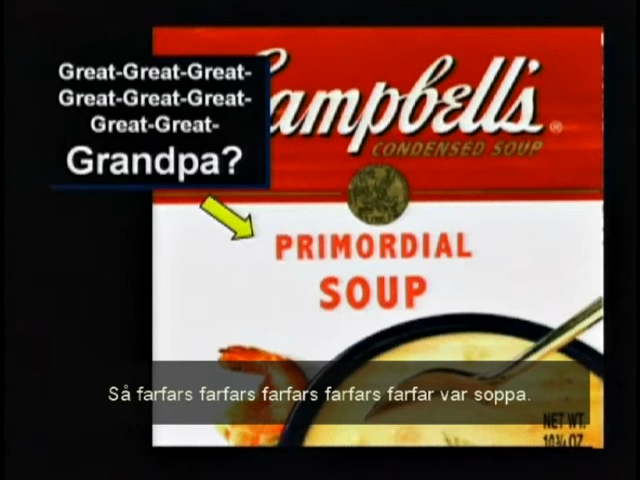 Great-Great-Great-
Great-Great-Great-
Great-Great-
Grandpa?
Campbell's®
CONDENSED SOUP
PRIMORDIAL
SOUP
Så farfars farfars farfars farfars farfar var soppa.
NET WT.
10¾ OZ.